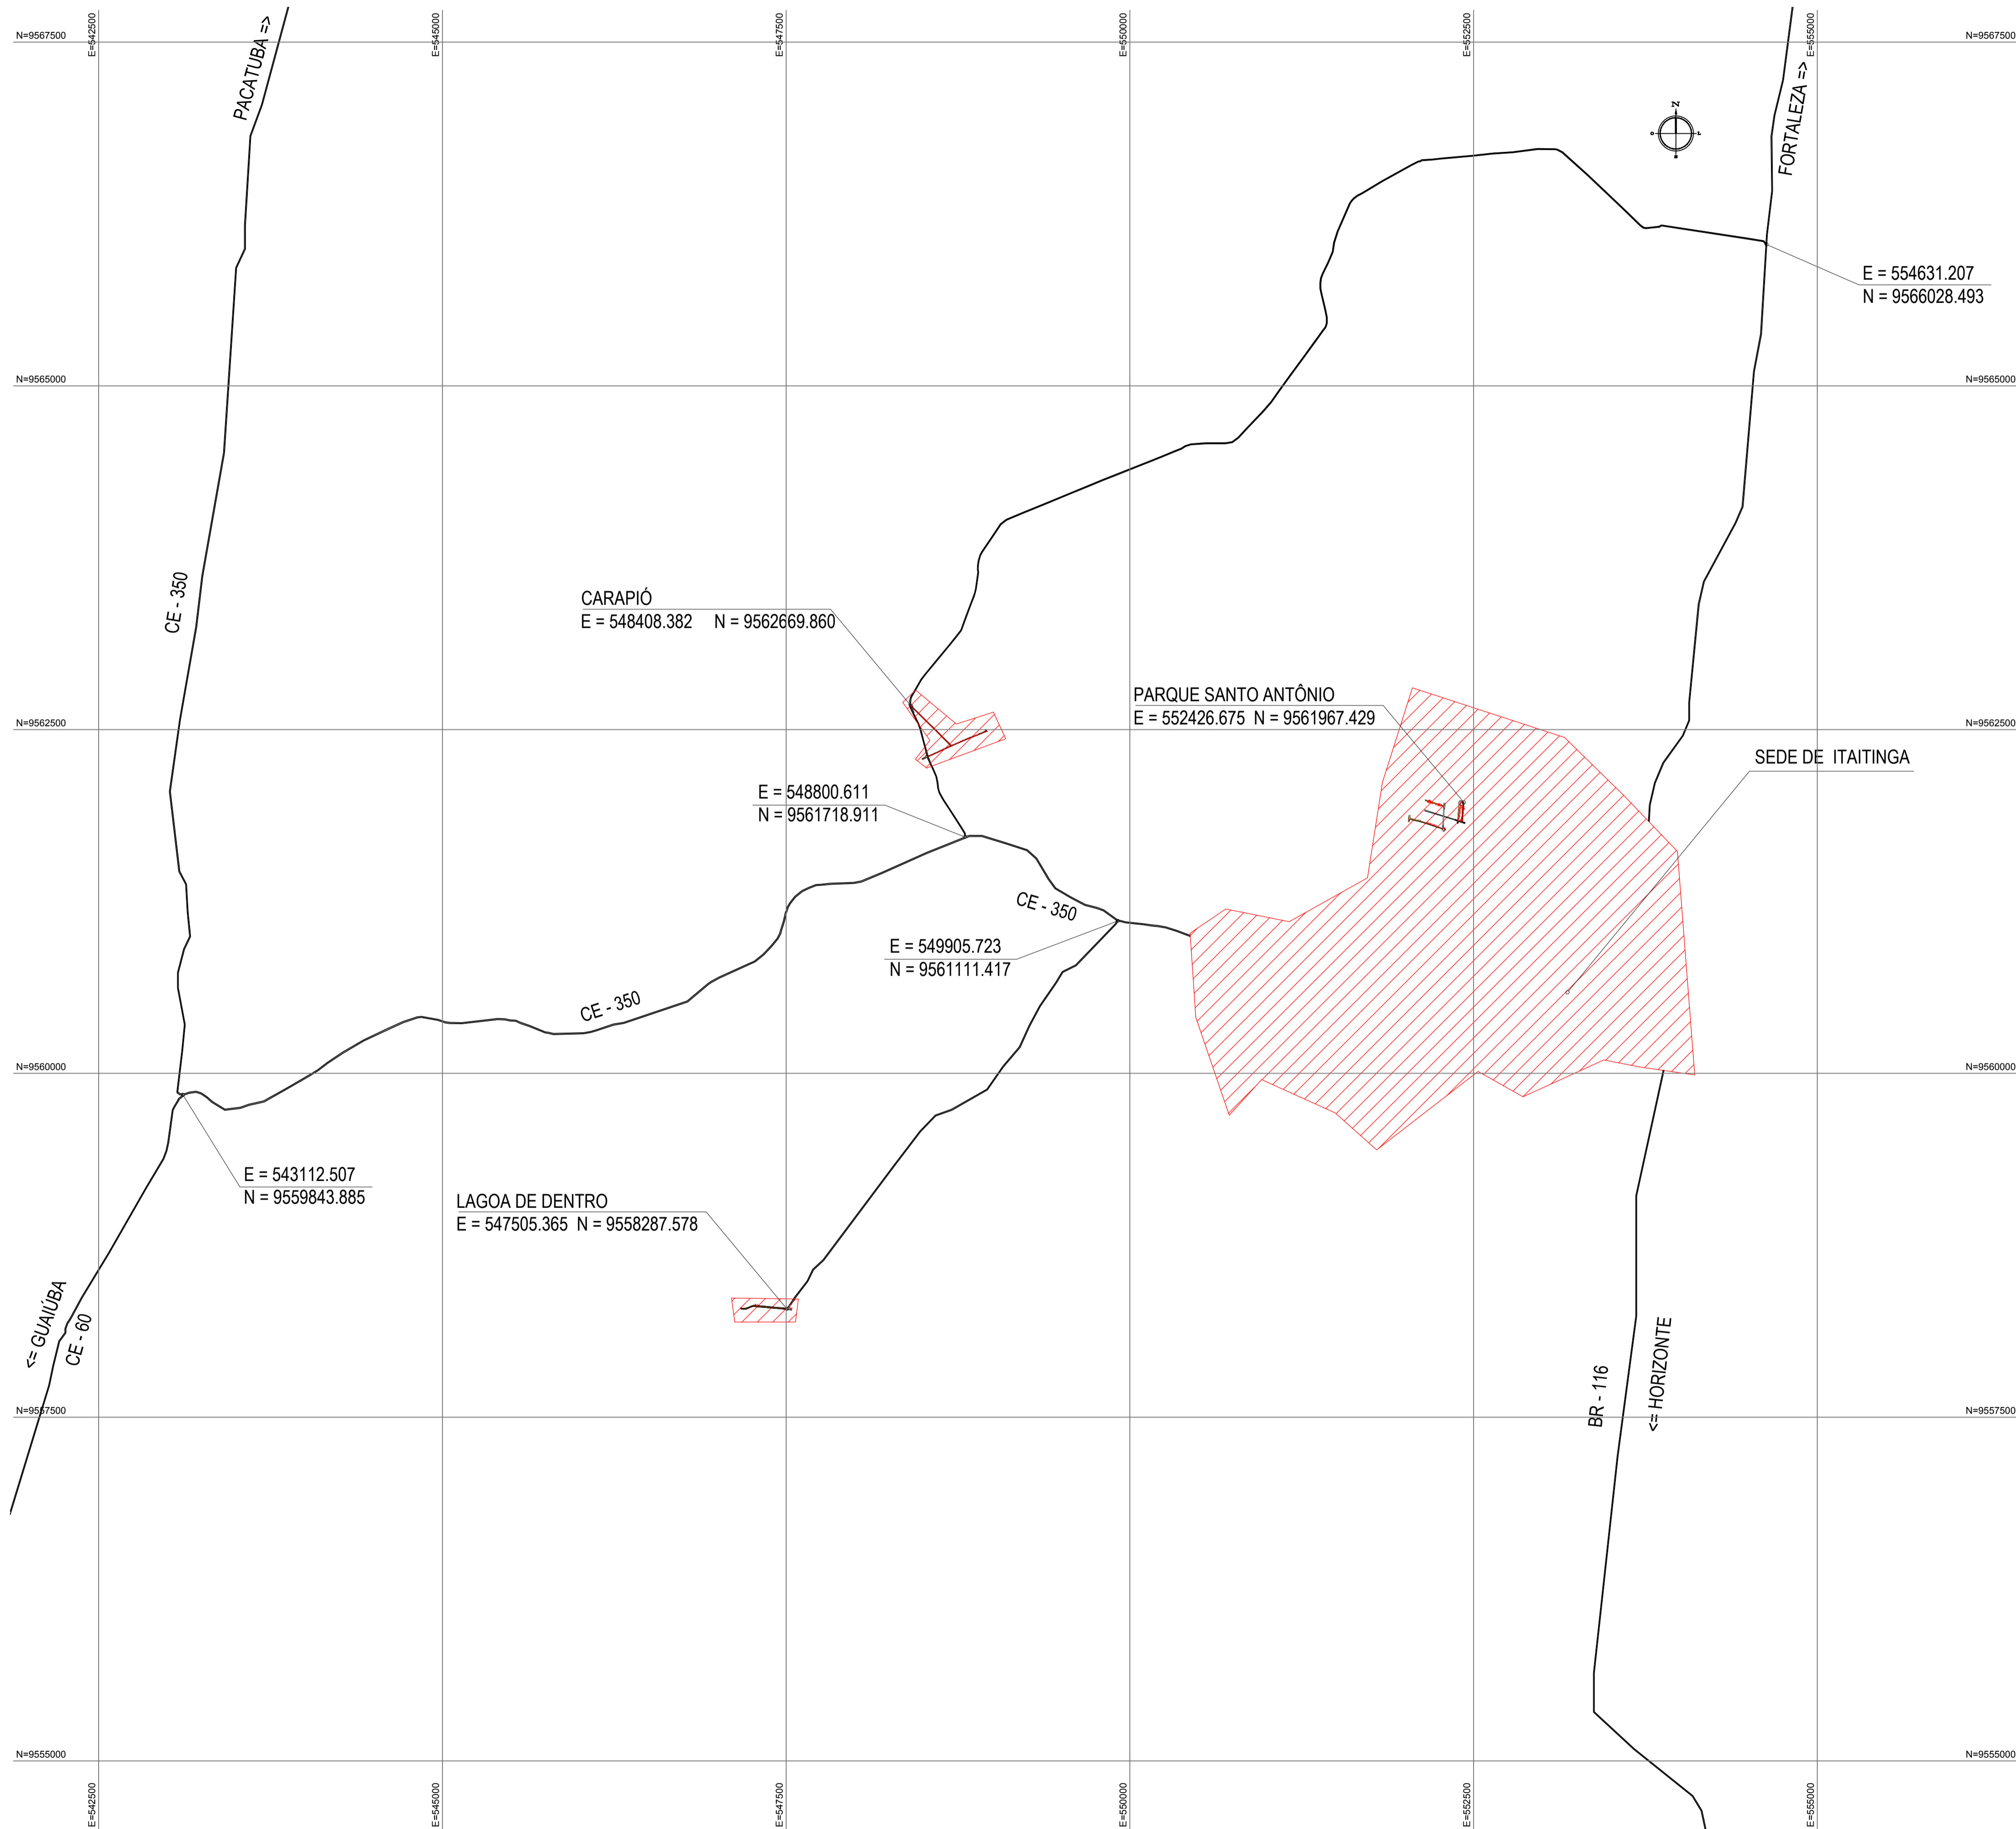 E=542500
E=545000
E=547500
E=550000
E=552500
E=555000
N=9567500
N=9567500
PACATUBA =>
FORTALEZA =>
N
O
L
S
E = 554631.207
N = 9566028.493
N=9565000
N=9565000
CE - 350
CARAPIÓ
E = 548408.382 N = 9562669.860
PARQUE SANTO ANTÔNIO
E = 552426.675 N = 9561967.429
N=9562500
N=9562500
SEDE DE ITAITINGA
E = 548800.611
N = 9561718.911
CE - 350
E = 549905.723
N = 9561111.417
CE - 350
N=9560000
N=9560000
E = 543112.507
N = 9559843.885
LAGOA DE DENTRO
E = 547505.365 N = 9558287.578
<= GUAIÚBA
CE - 60
BR - 116
<= HORIZONTE
N=9557500
N=9557500
N=9555000
N=9555000
E=542500
E=545000
E=547500
E=550000
E=552500
E=555000